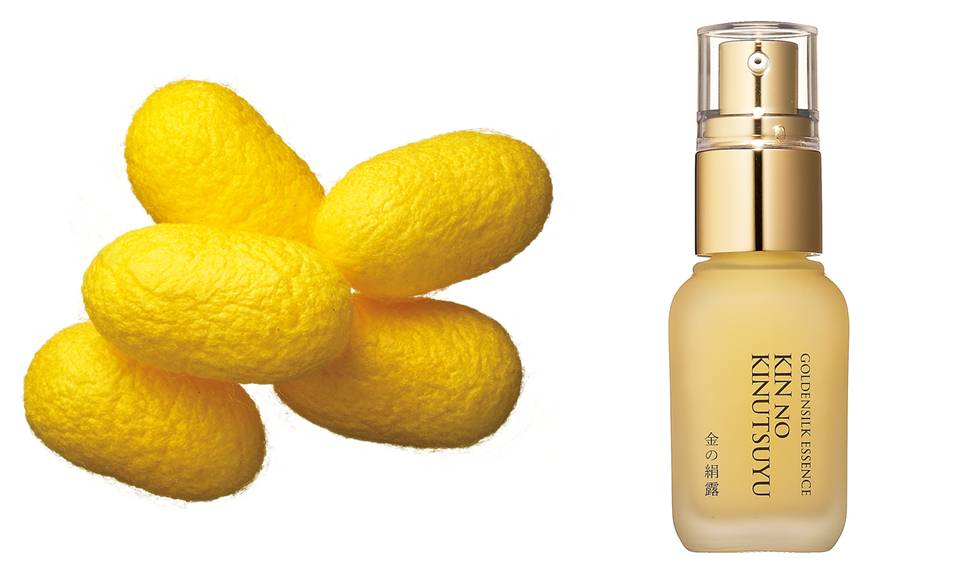 GOLDENSILK ESSENCE
KIN NO
KINUTSUYU
金の絹露